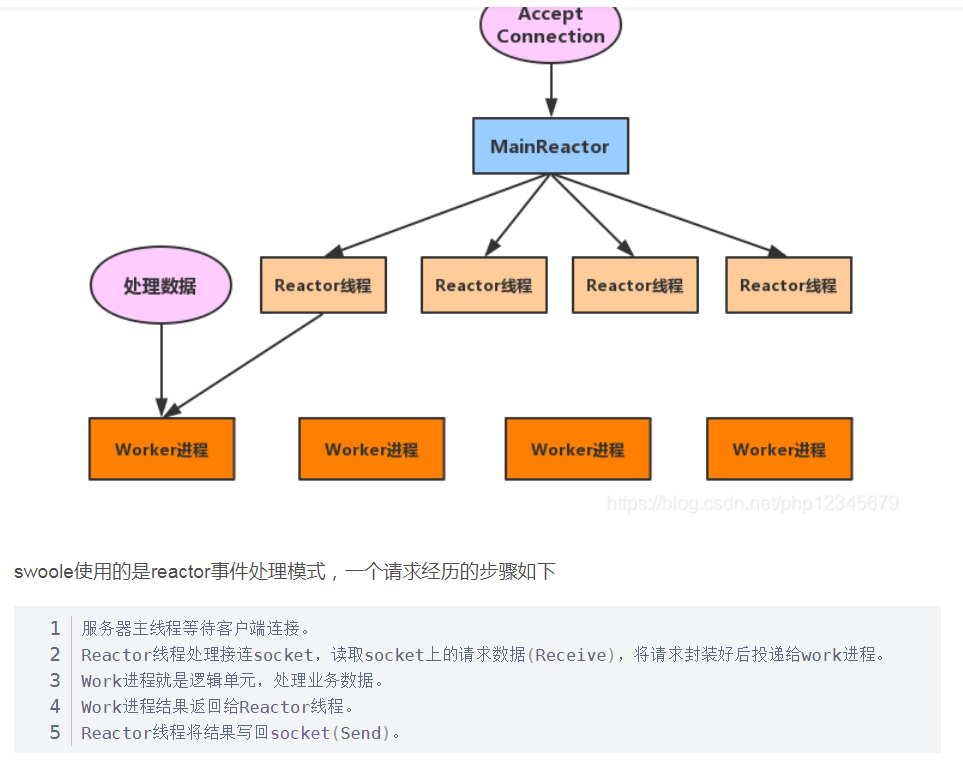 Accept
Connection
MainReactor
处理数据
Reactor线程
Reactor线程
Reactor线程
Reactor线程
Worker进程
Worker进程
Worker进程
Worker进程
https://blog.csdn.net/php12345679
swoole使用的是reactor事件处理模式，一个请求经历的步骤如下
1 服务器主线程等待客户端连接。
2 Reactor线程处理接连socket，读取socket上的请求数据(Receive)，将请求封装好后投递给work进程。
3 Work进程就是逻辑单元，处理业务数据。
4 Work进程结果返回给Reactor线程。
5 Reactor线程将结果写回socket(Send)。